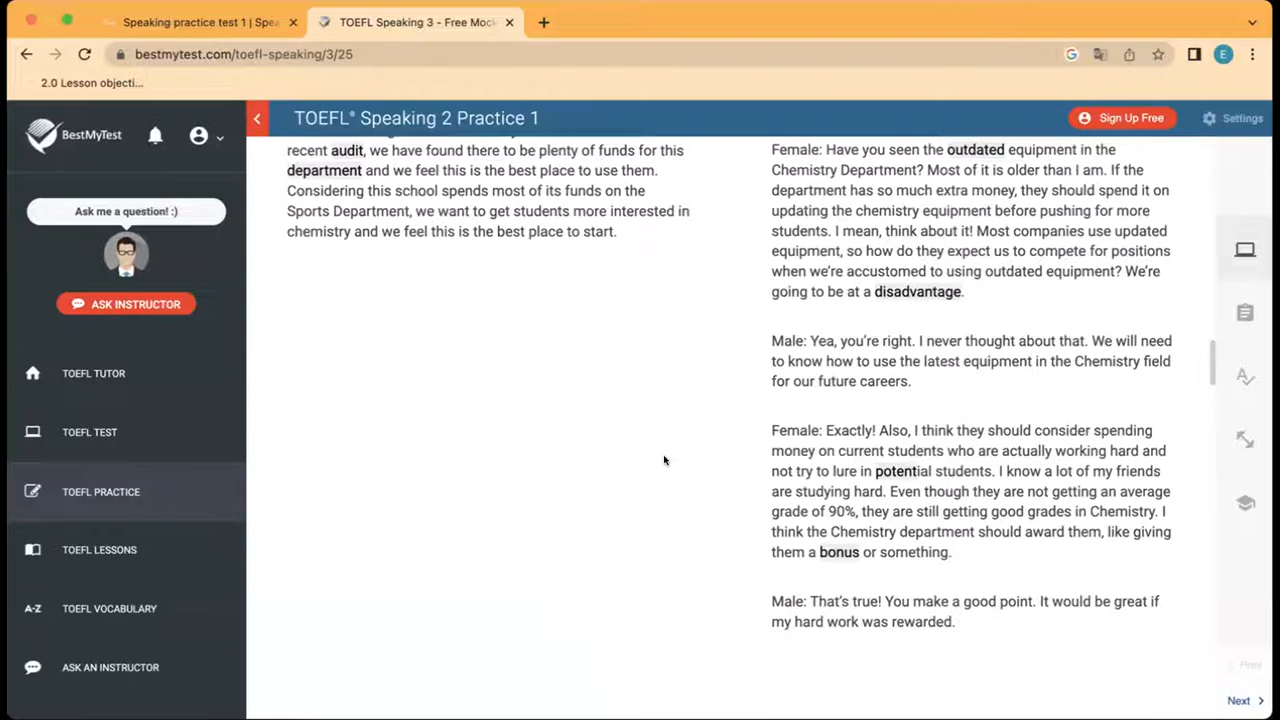 Speaking practice test 1 | Spea
TOEFL Speaking 3 - Free Mock
bestmytest.com/toefl-speaking/3/25
E
2.0 Lesson objecti...
BestMyTest
Ask me a question! :)
ASK INSTRUCTOR
TOEFL TUTOR
TOEFL TEST
TOEFL PRACTICE
TOEFL LESSONS
A-Z TOEFL VOCABULARY
ASK AN INSTRUCTOR
TOEFL® Speaking 2 Practice 1
Sign Up Free
Settings
recent audit, we have found there to be plenty of funds for this
department and we feel this is the best place to use them.
Considering this school spends most of its funds on the
Sports Department, we want to get students more interested in
chemistry and we feel this is the best place to start.
Female: Have you seen the outdated equipment in the
Chemistry Department? Most of it is older than I am. If the
department has so much extra money, they should spend it on
updating the chemistry equipment before pushing for more
students. I mean, think about it! Most companies use updated
equipment, so how do they expect us to compete for positions
when we're accustomed to using outdated equipment? We're
going to be at a disadvantage.
Male: Yea, you're right. I never thought about that. We will need
to know how to use the latest equipment in the Chemistry field
for our future careers.
Female: Exactly! Also, I think they should consider spending
money on current students who are actually working hard and
not try to lure in potential students. I know a lot of my friends
are studying hard. Even though they are not getting an average
grade of 90%, they are still getting good grades in Chemistry. I
think the Chemistry department should award them, like giving
them a bonus or something.
Male: That's true! You make a good point. It would be great if
my hard work was rewarded.
Prev
Next